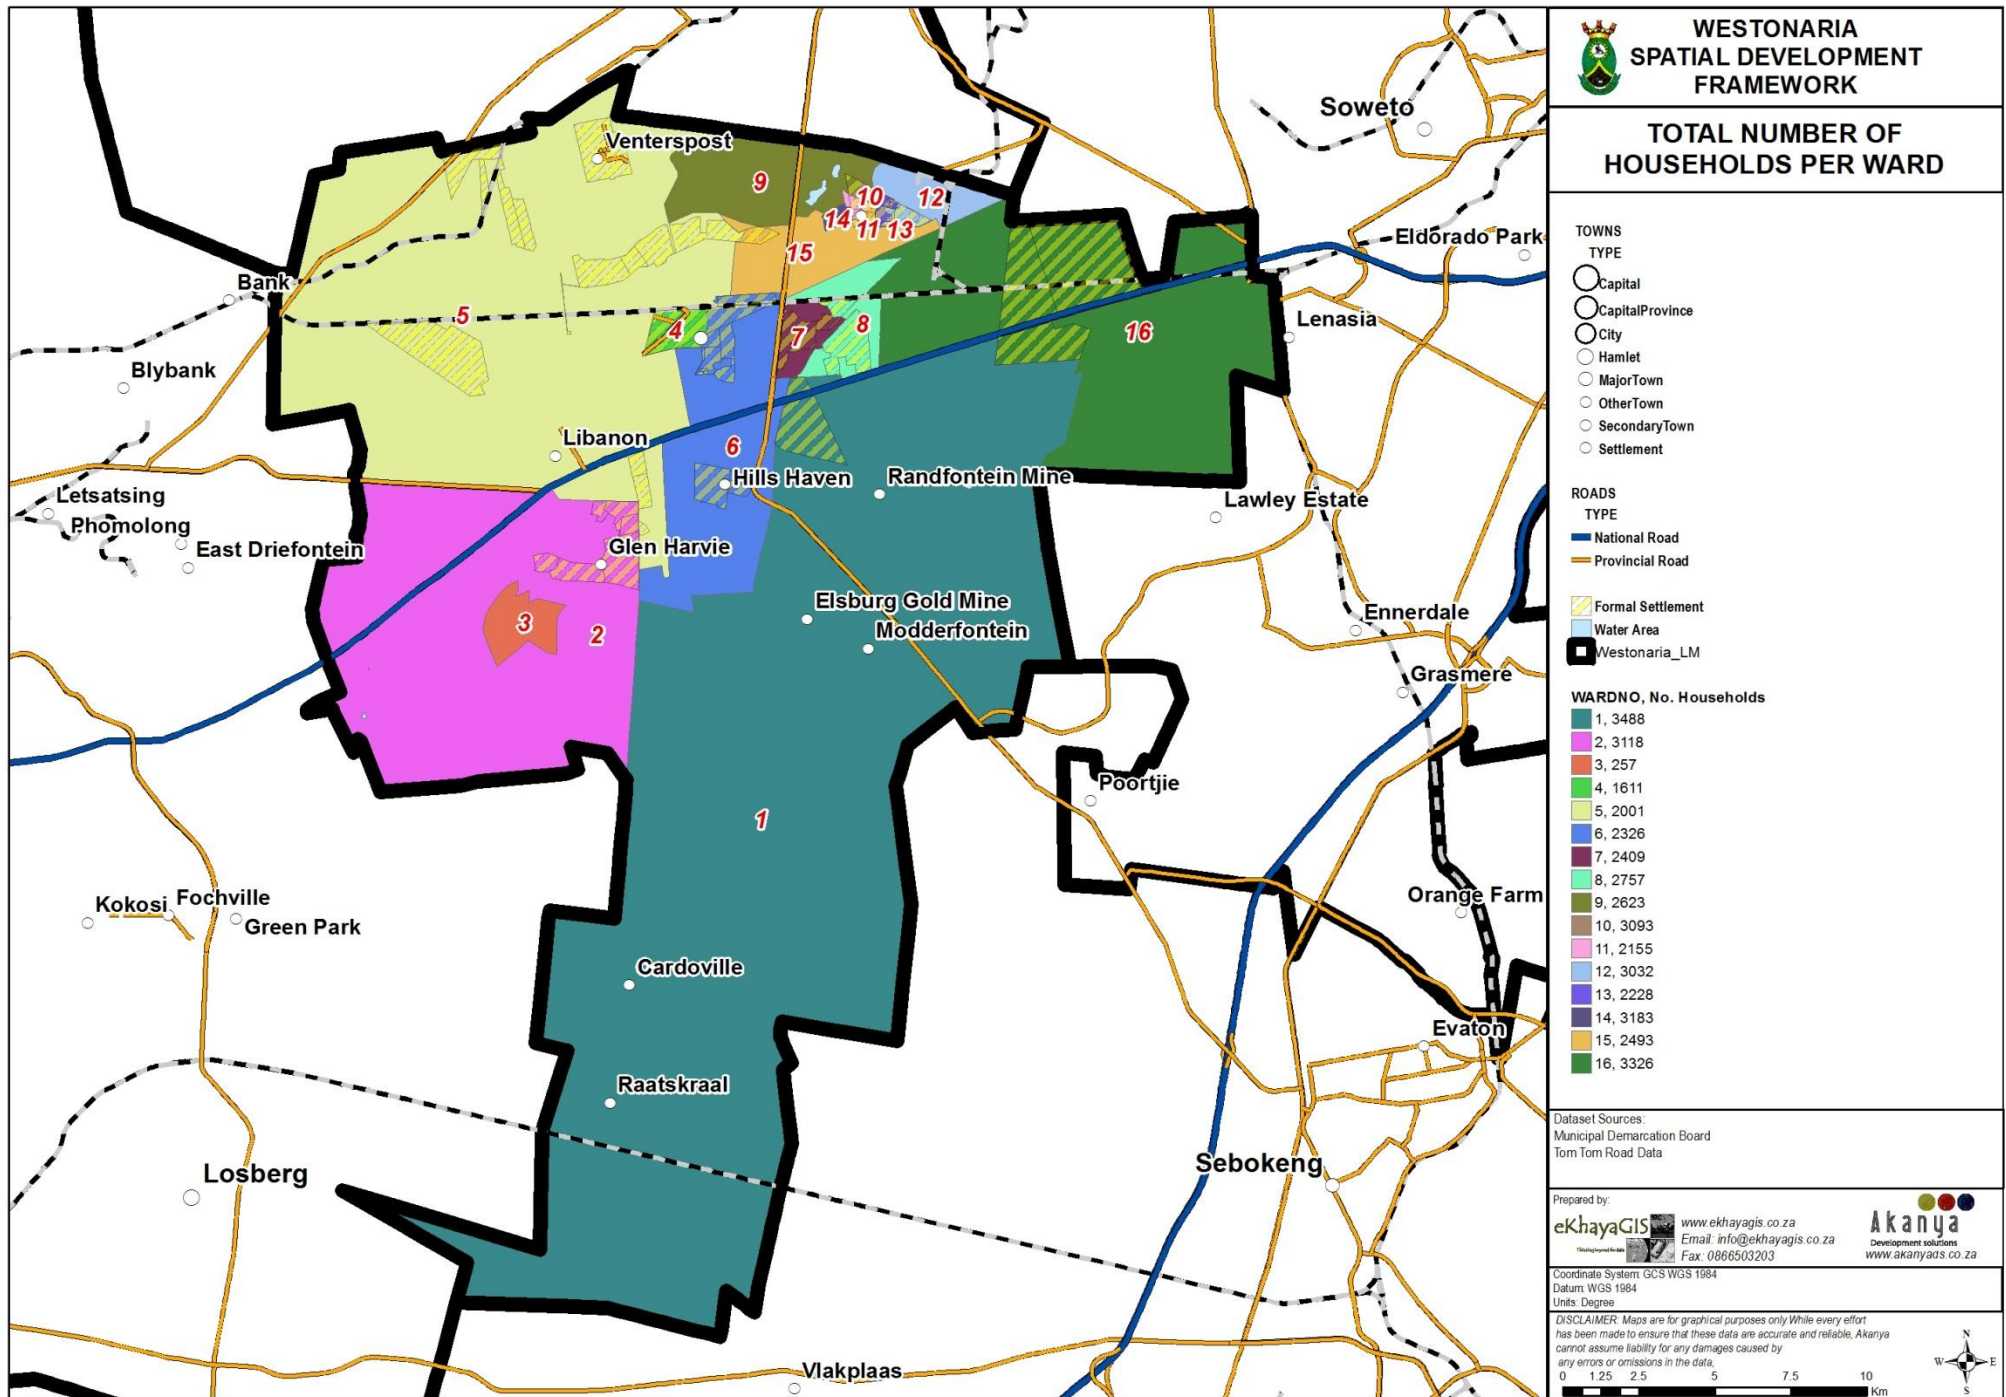 WESTONARIA
SPATIAL DEVELOPMENT
FRAMEWORK
TOTAL NUMBER OF
HOUSEHOLDS PER WARD
TOWNS
TYPE
Capital
CapitalProvince
City
Hamlet
MajorTown
OtherTown
SecondaryTown
Settlement
ROADS
TYPE
National Road
Provincial Road
Formal Settlement
Water Area
Westonaria_LM
WARDNO, No. Households
1, 3488
2, 3118
3, 257
4, 1611
5, 2001
6, 2326
7, 2409
8, 2757
9, 2623
10, 3093
11, 2155
12, 3032
13, 2228
14, 3183
15, 2493
16, 3326
Dataset Sources:
Municipal Demarcation Board
Tom Tom Road Data
Prepared by:
eKhayaGIS
www.ekhayagis.co.za
Email: info@ekhayagis.co.za
Fax: 0866503203
Akanya
Development solutions
www.akanyads.co.za
Coordinate System: GCS WGS 1984
Datum: WGS 1984
Units: Degree
DISCLAIMER: Maps are for graphical purposes only While every effort
has been made to ensure that these data are accurate and reliable, Akanya
cannot assume liability for any damages caused by
any errors or omissions in the data,
N
W E
S
0 1.25 2.5 5 7.5 10
Km
Soweto
Venterspost
9
10
12
14
11
13
15
Eldorado Park
Bank
5
4
7
8
16
Lenasia
Blybank
Libanon
6
Hills Haven
Randfontein Mine
Letsatsing
Phomolong
East Driefontein
Lawley Estate
Glen Harvie
3
2
Elsburg Gold Mine
Modderfontein
Ennerdale
Grasmere
Poortjie
1
Kokosi
Fochville
Green Park
Orange Farm
Cardoville
Evaton
Raatskraal
Losberg
Sebokeng
Vlakplaas